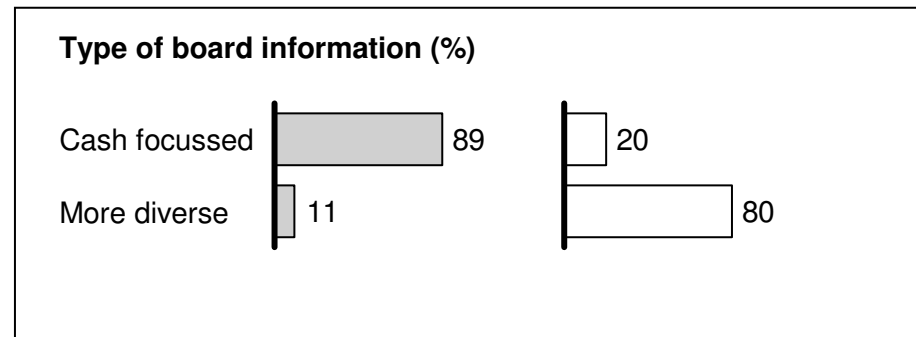 Type of board information (%)
Cash focussed 89 20
More diverse 11 80